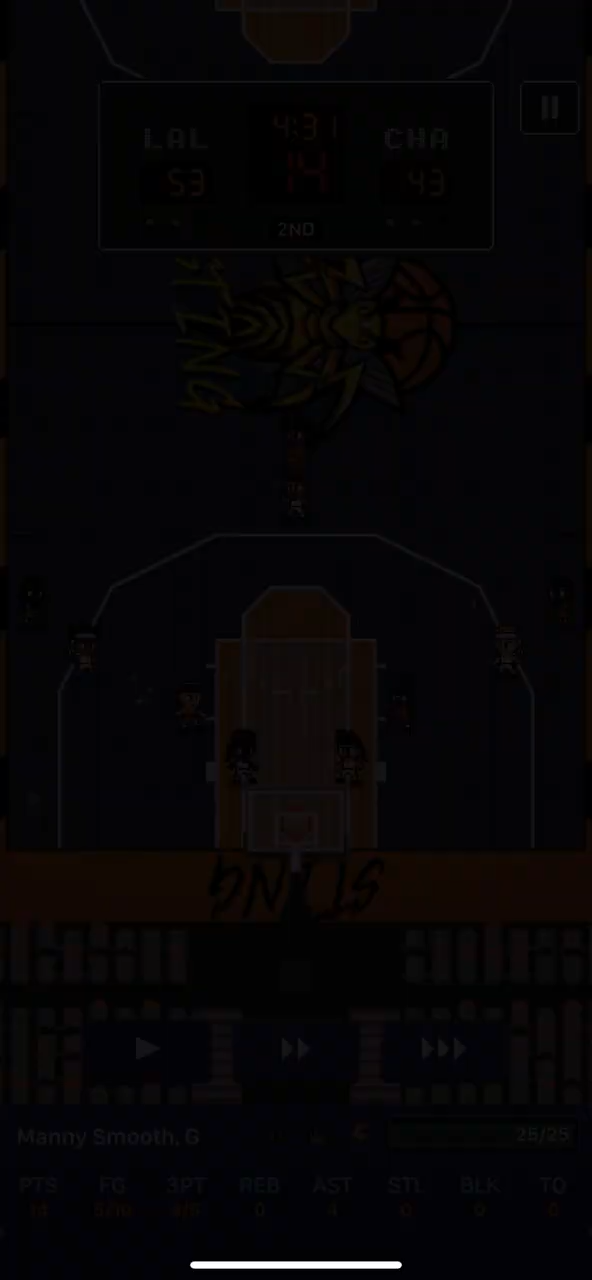 4:31
LAL CHA
53 14 43
2ND
STING
STING
Manny Smooth, G 25/25
PTS FG 3PT REB AST STL BLK TO
0 4 0 0 0